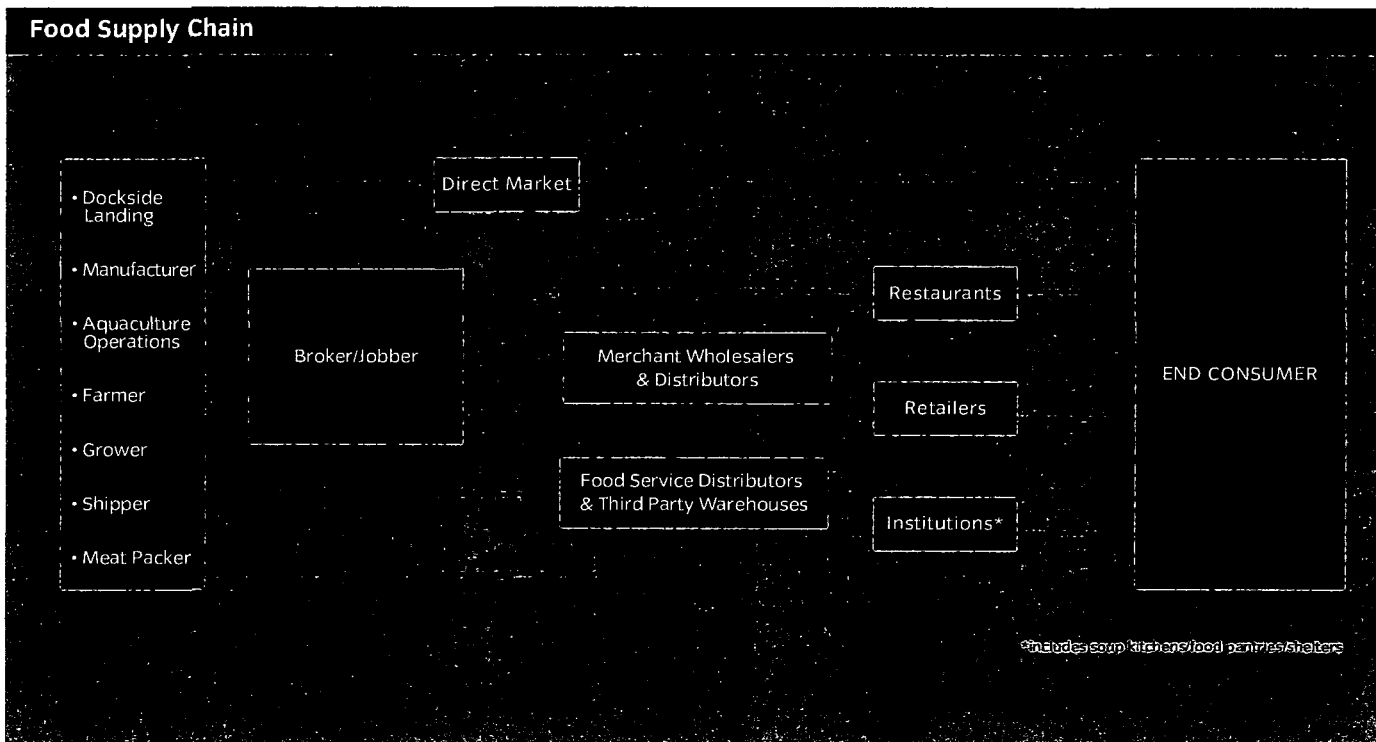 Food Supply Chain
• Dockside
Landing
• Manufacturer
• Aquaculture
Operations
• Farmer
• Grower
• Shipper
• Meat Packer
Broker/Jobber
Direct Market
Merchant Wholesalers
& Distributors
Food Service Distributors
& Third Party Warehouses
Restaurants
Retailers
Institutions*
END CONSUMER
*includes soup kitchens/food pantries/shelters